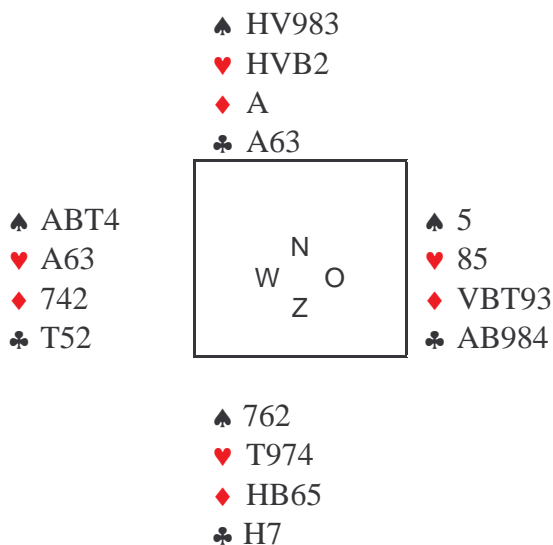 ♠ HV983
♥ HVB2
♦ A
♣ A63
♠ ABT4
♥ A63
♦ 742
♣ T52
N
W O
Z
♠ 5
♥ 85
♦ VBT93
♣ AB984
♠ 762
♥ T974
♦ HB65
♣ H7